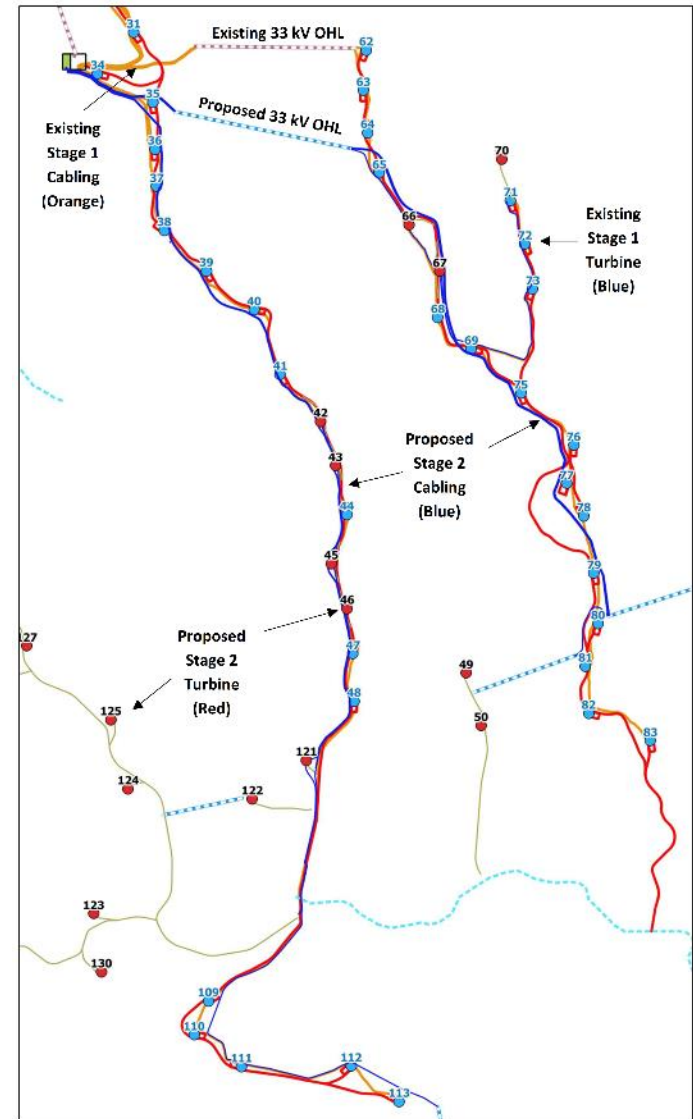 31
Existing 33 kV OHL
62
34
63
35
Proposed 33 kV OHL
64
Existing
Stage 1
Cabling
(Orange)
36
65
70
37
71
66
38
72
Existing
Stage 1
Turbine
(Blue)
39
67
73
40
68
69
41
75
42
Proposed
Stage 2
Cabling
(Blue)
76
43
77
44
78
45
79
46
80
Proposed
Stage 2
Turbine
(Red)
127
47
49
81
48
125
50
82
83
121
124
122
123
130
109
110
111
112
113